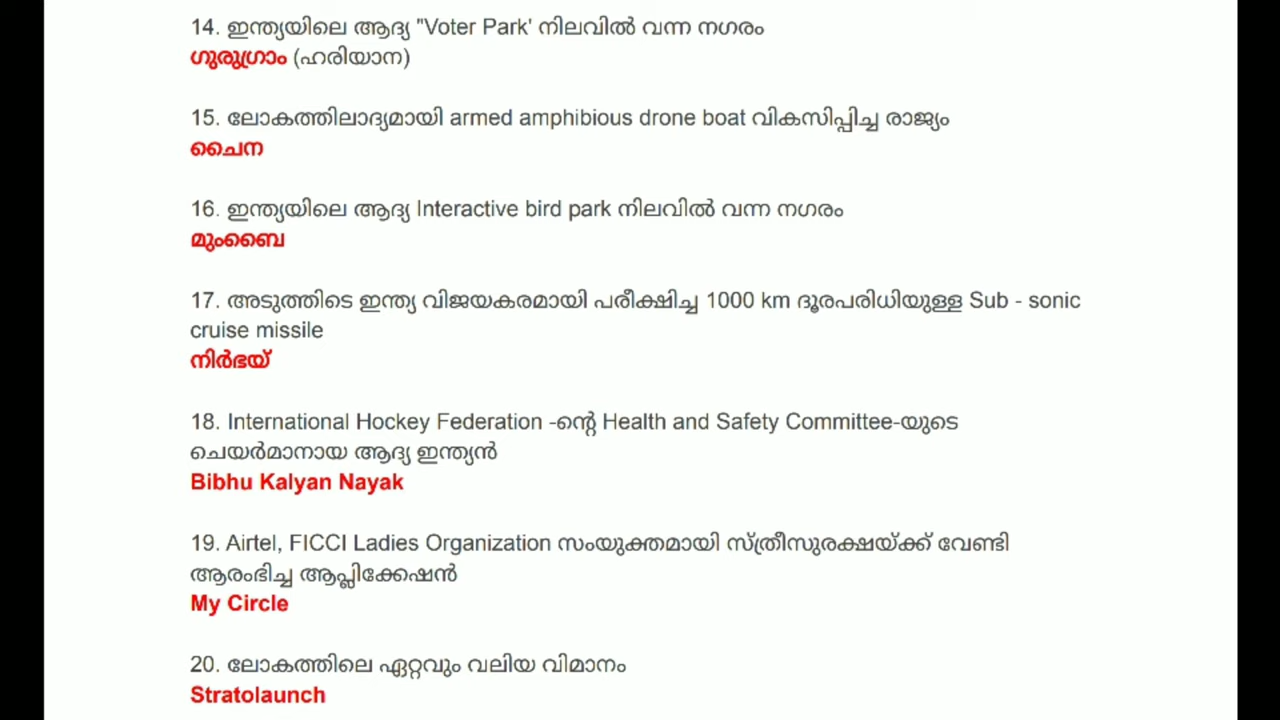 14. ഇന്ത്യയിലെ ആദ്യ "Voter Park' നിലവിൽ വന്ന നഗരം
ഗുരുഗ്രാം (ഹരിയാന)
15. ലോകത്തിലാദ്യമായി armed amphibious drone boat വികസിപ്പിച്ച രാജ്യം
ചൈന
16. ഇന്ത്യയിലെ ആദ്യ Interactive bird park നിലവിൽ വന്ന നഗരം
മുംബൈ
17. അടുത്തിടെ ഇന്ത്യ വിജയകരമായി പരീക്ഷിച്ച 1000 km ദൂരപരിധിയുള്ള Sub - sonic
cruise missile
നിർഭയ്
18. International Hockey Federation -ന്റെ Health and Safety Committee-യുടെ
ചെയർമാനായ ആദ്യ ഇന്ത്യൻ
Bibhu Kalyan Nayak
19. Airtel, FICCI Ladies Organization സംയുക്തമായി സ്ത്രീസുരക്ഷയ്ക്ക് വേണ്ടി
ആരംഭിച്ച ആപ്ലിക്കേഷൻ
My Circle
20. ലോകത്തിലെ ഏറ്റവും വലിയ വിമാനം
Stratolaunch